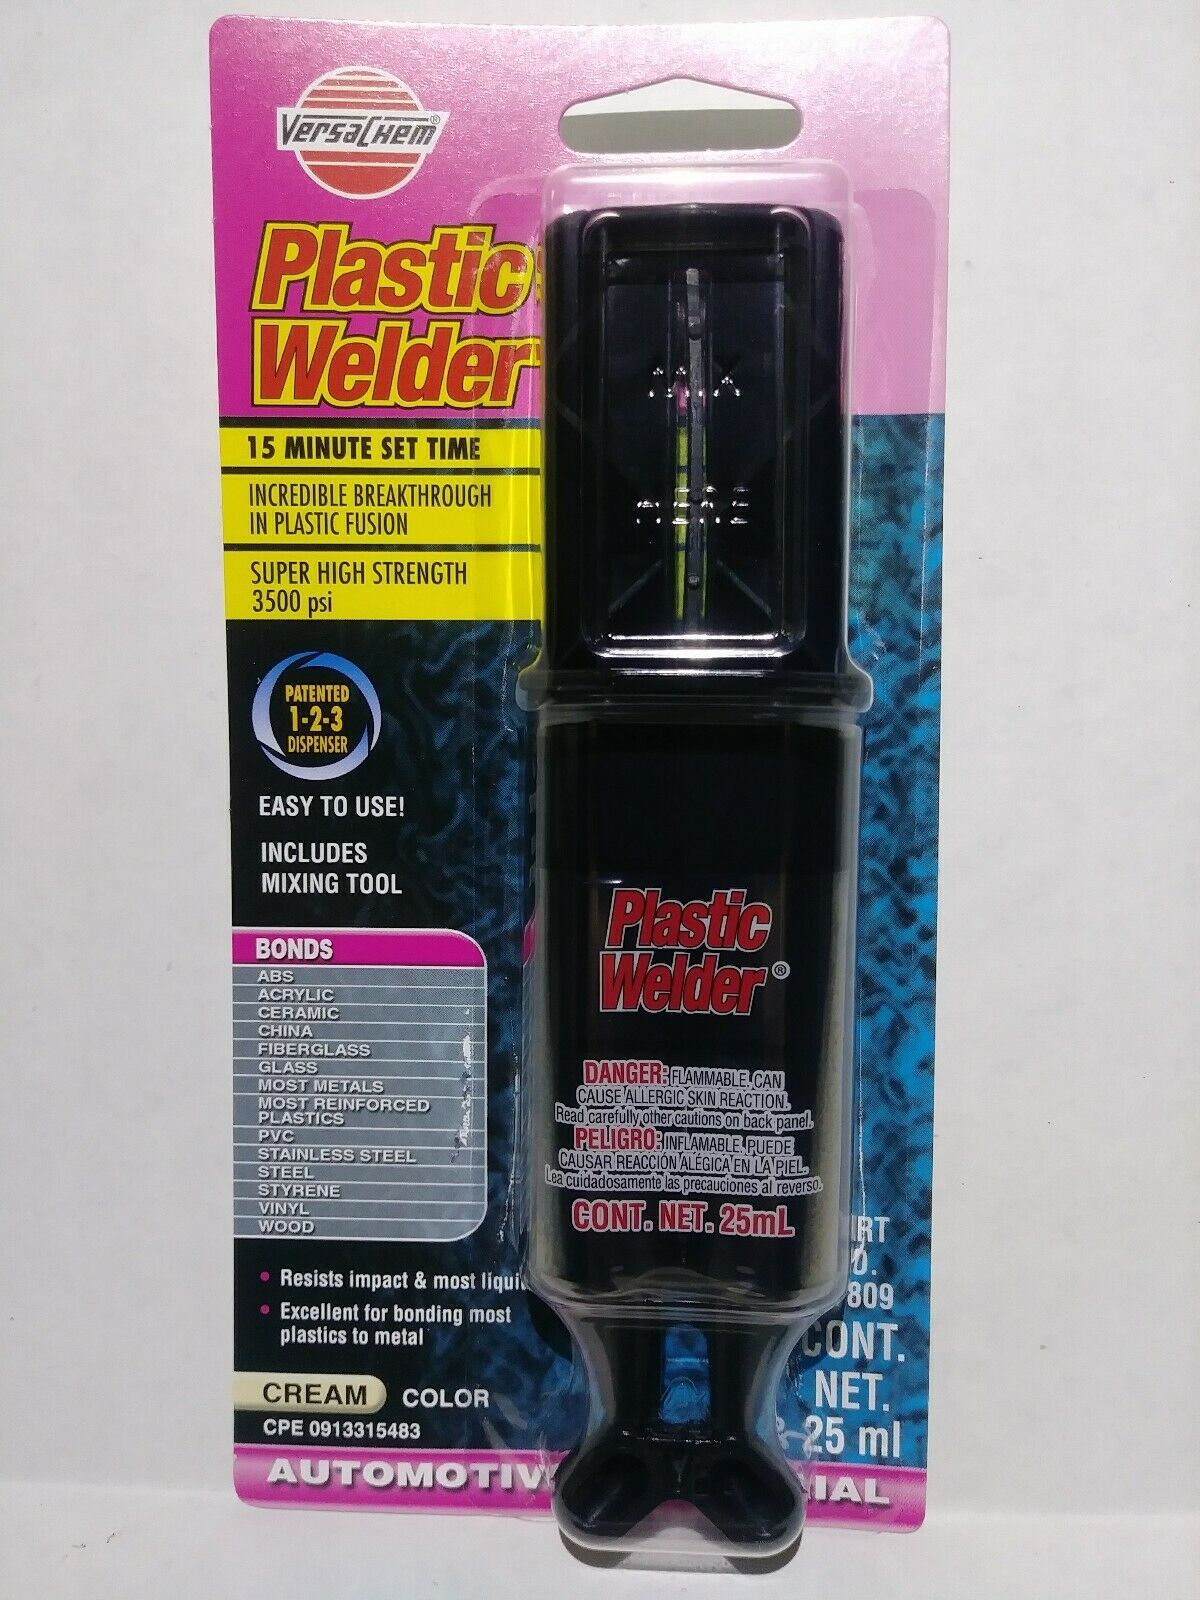 VersaChem®
Plastic
Welder
15 MINUTE SET TIME
INCREDIBLE BREAKTHROUGH
IN PLASTIC FUSION
SUPER HIGH STRENGTH
3500 psi
PATENTED
1-2-3
DISPENSER
EASY TO USE!
INCLUDES
MIXING TOOL
BONDS
ABS
ACRYLIC
CERAMIC
CHINA
FIBERGLASS
GLASS
MOST METALS
MOST REINFORCED
PLASTICS
PVC
STAINLESS STEEL
STEEL
STYRENE
VINYL
WOOD
• Resists impact & most
• Excellent for bonding most
plastics to metal
CREAM COLOR
CPE 0913315483
MIX
HERE
Plastic
Welder®
DANGER: FLAMMABLE. CAN
CAUSE ALLERGIC SKIN REACTION.
Read carefully other cautions on back panel.
PELIGRO: INFLAMABLE. PUEDE
CAUSAR REACCIÓN ALÉGICA EN LA PIEL.
Lea cuidadosamente las precauciones al reverso.
CONT. NET. 25mL
809
CONT.
NET.
25 ml